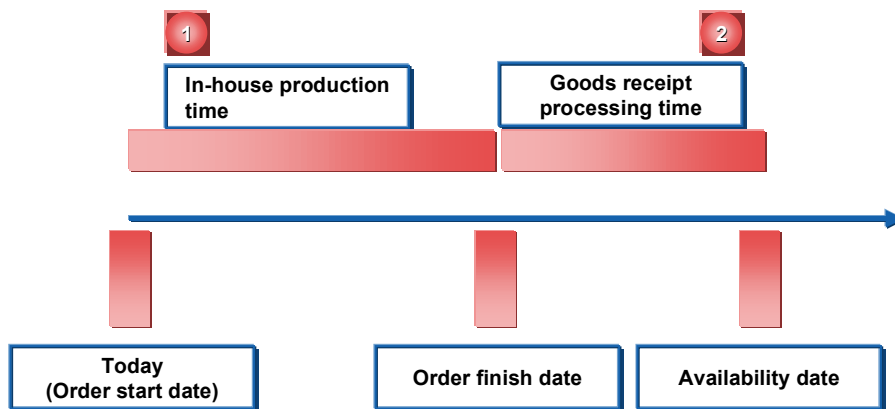 1
2
In-house production
time
Goods receipt
processing time
Today
(Order start date)
Order finish date
Availability date